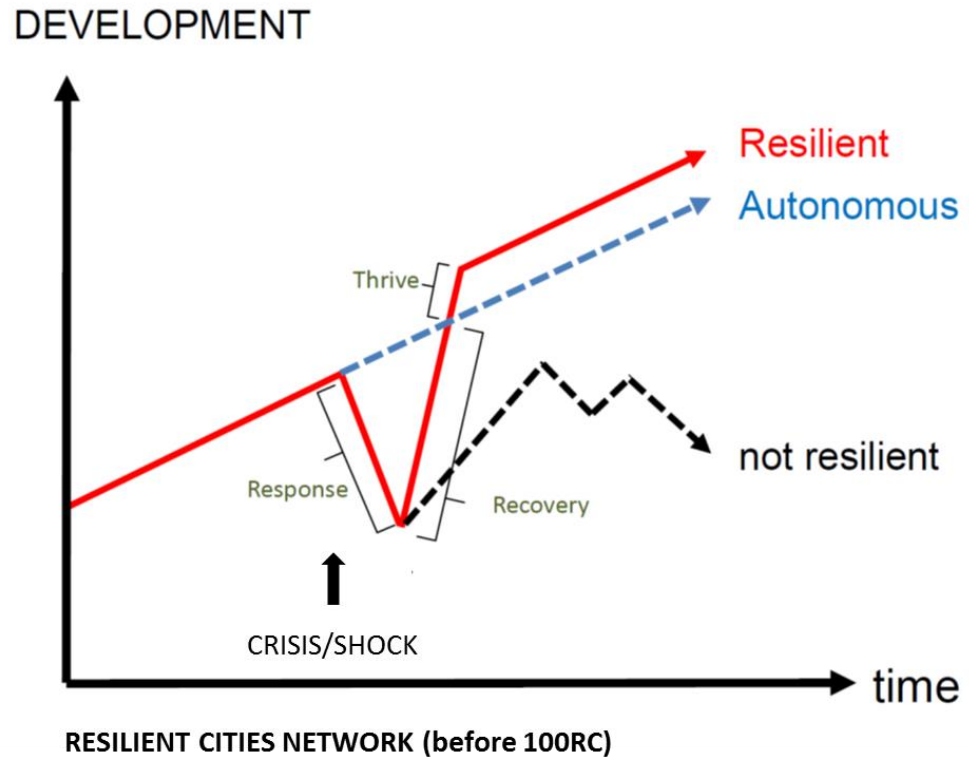 DEVELOPMENT
Resilient
Autonomous
Thrive
not resilient
Response
Recovery
CRISIS/SHOCK
time
RESILIENT CITIES NETWORK (before 100RC)